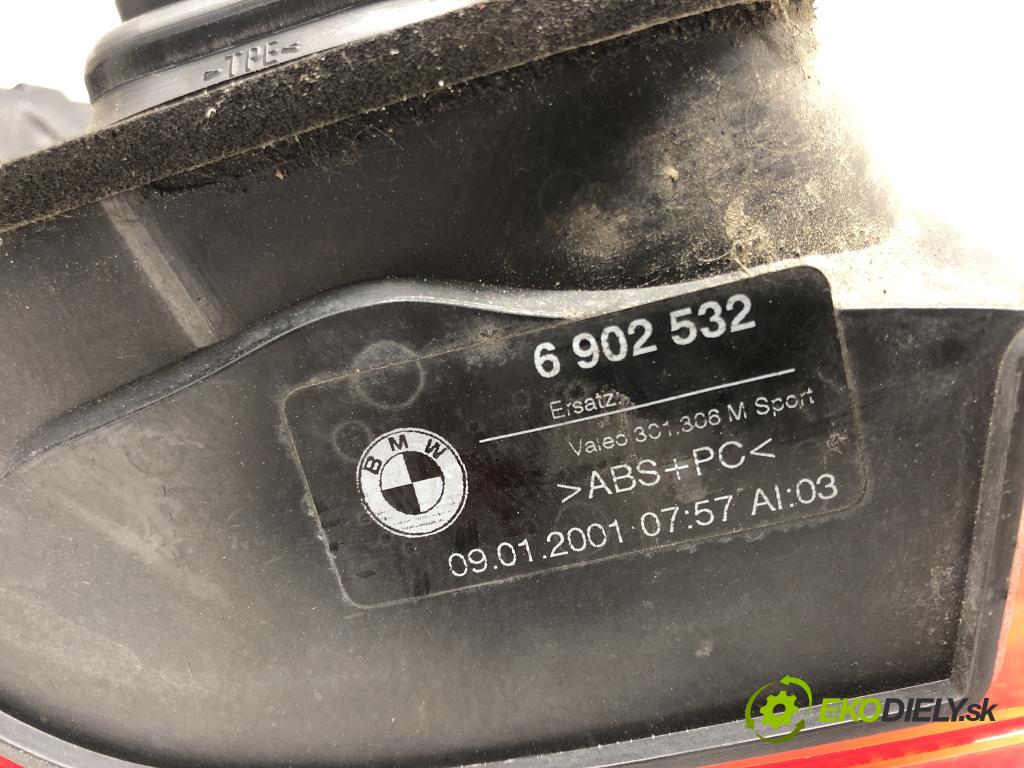 >TPE<
6 902 532
Ersatz:
Valeo 301.306 M Sport
>ABS+PC<
BMW
09.01.2001 07:57 AI:03
EKODIELY.sk